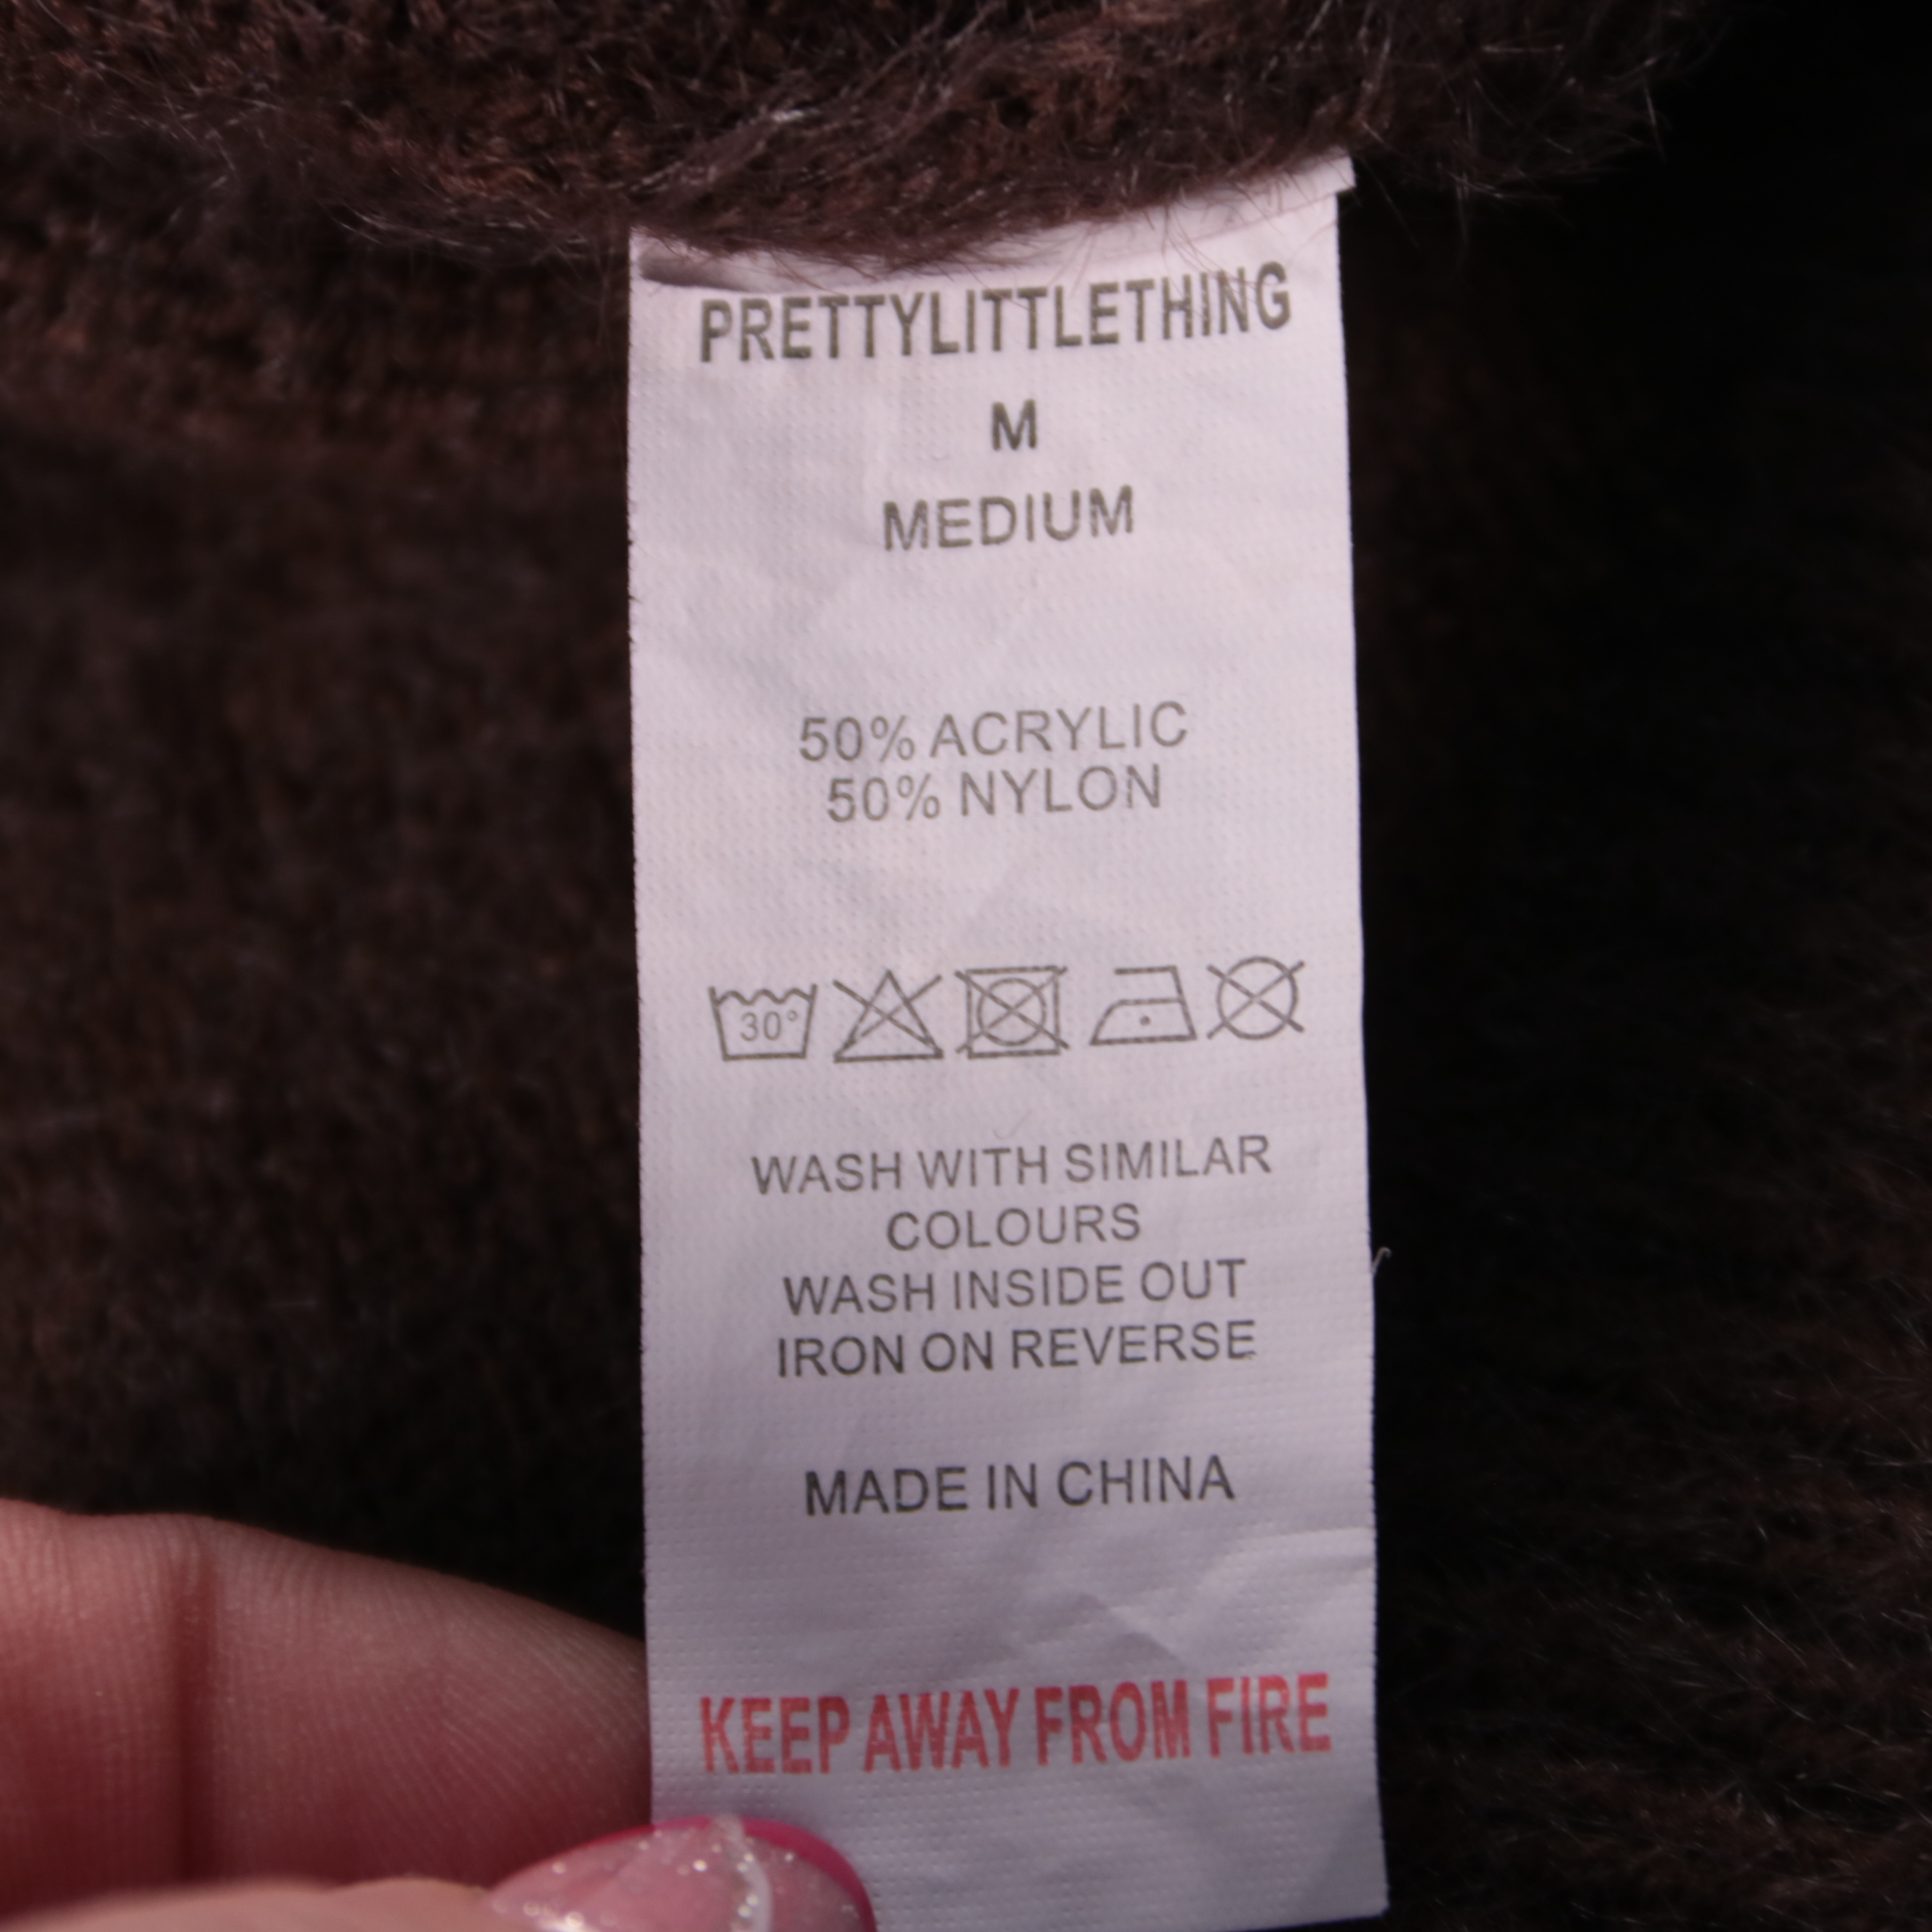 PRETTYLITTLETHING
M
MEDIUM
50% ACRYLIC
50% NYLON
30°
WASH WITH SIMILAR
COLOURS
WASH INSIDE OUT
IRON ON REVERSE
MADE IN CHINA
KEEP AWAY FROM FIRE